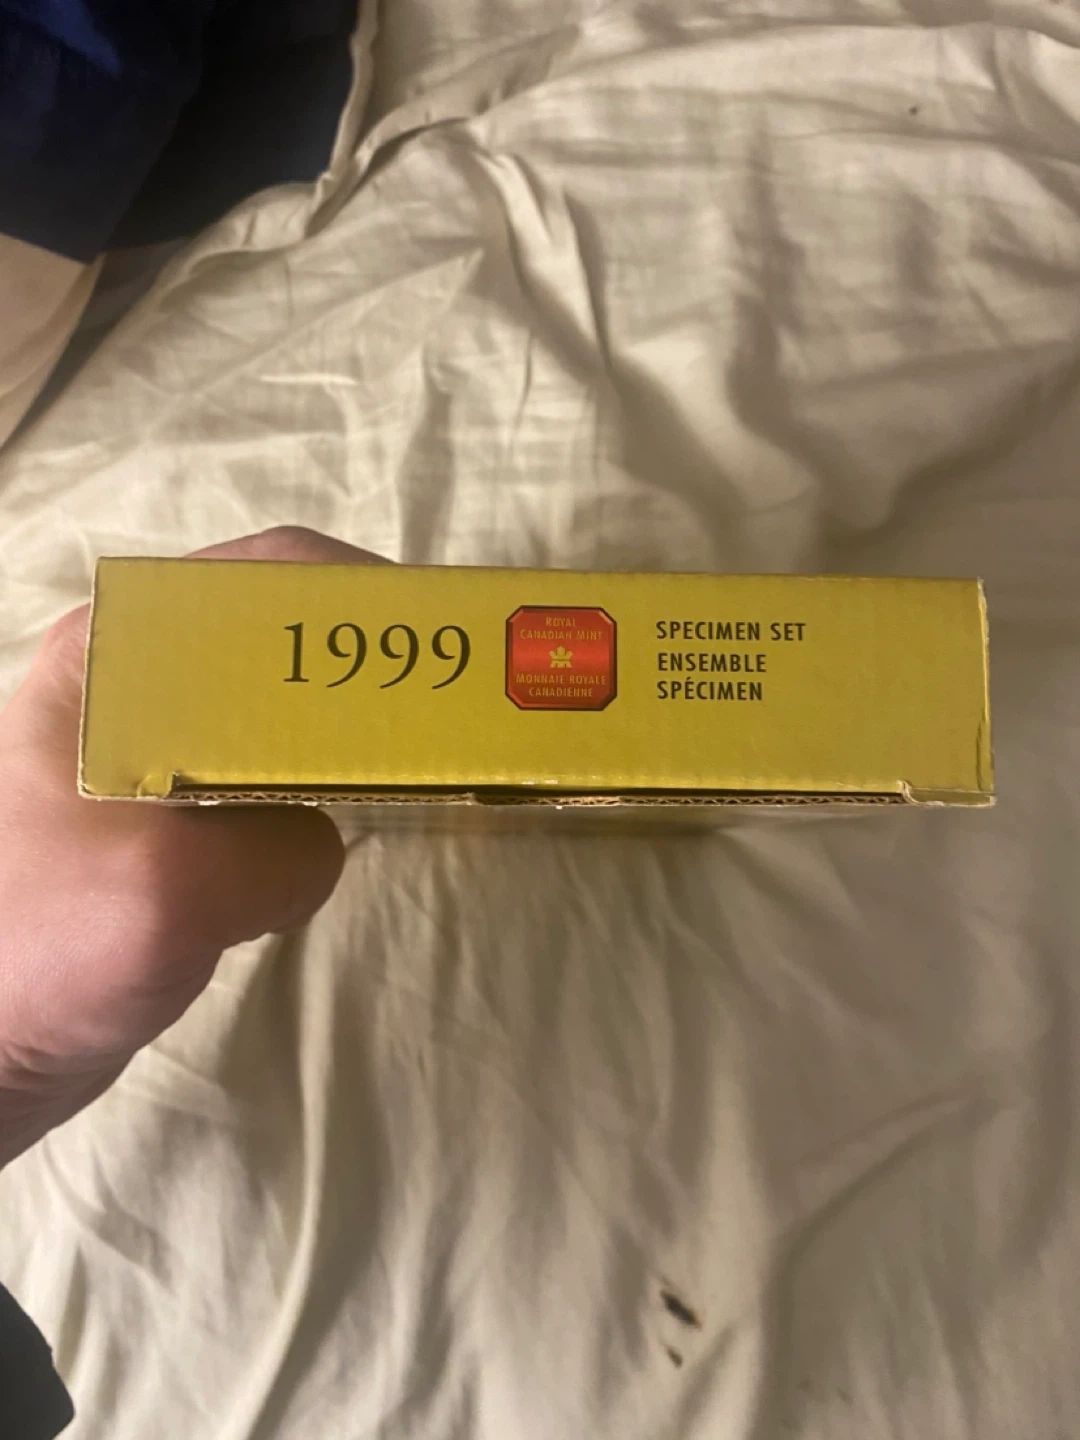 1999
ROYAL
CANADIAN MINT
MONNAIE ROYALE
CANADIENNE
SPECIMEN SET
ENSEMBLE
SPÉCIMEN